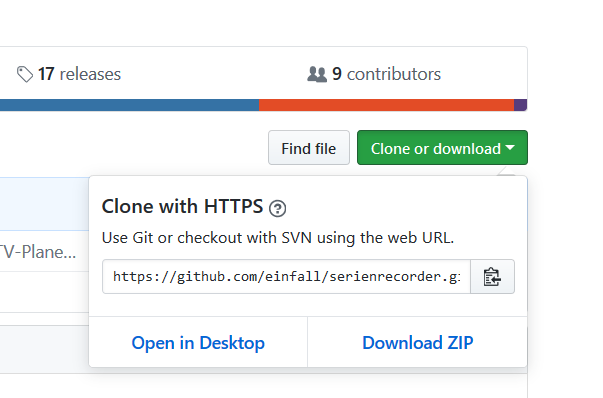 17 releases
9 contributors
Find file
Clone or download
Clone with HTTPS ?
Use Git or checkout with SVN using the web URL.
TV-Plane...
https://github.com/einfall/serienrecorder.g
Open in Desktop
Download ZIP